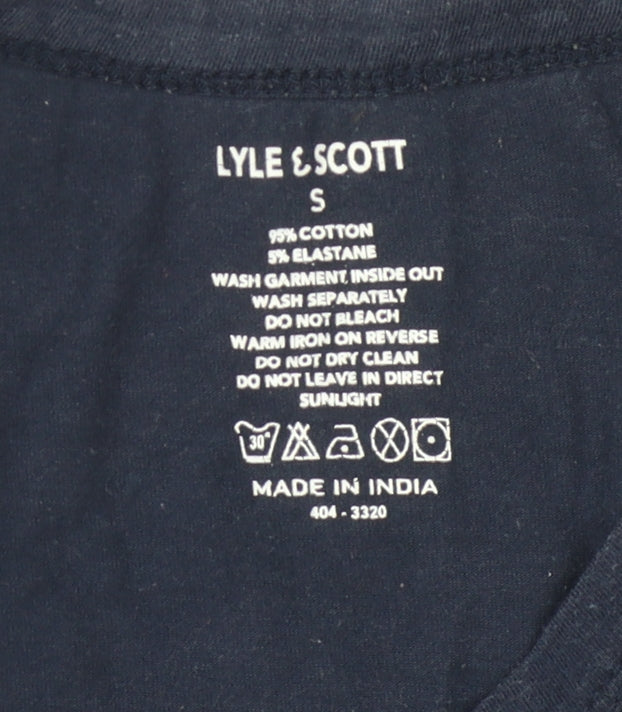 LYLE & SCOTT
S
95% COTTON
5% ELASTANE
WASH GARMENT, INSIDE OUT
WASH SEPARATELY
DO NOT BLEACH
WARM IRON ON REVERSE
DO NOT DRY CLEAN
DO NOT LEAVE IN DIRECT
SUNLIGHT
30°
MADE IN INDIA
404 - 3320